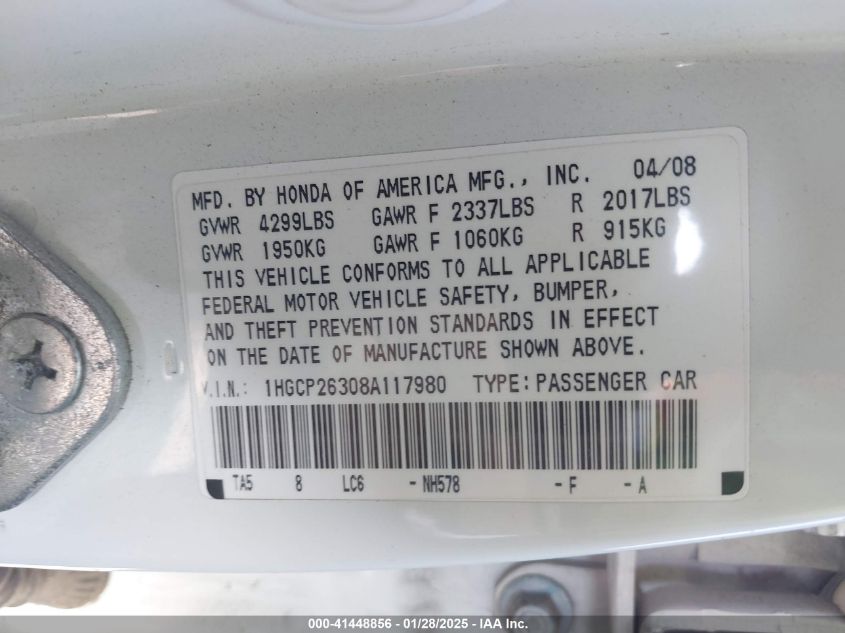 MFD. BY HONDA OF AMERICA MFG., INC. 04/08
GVWR 4299LBS GAWR F 2337LBS R 2017LBS
GVWR 1950KG GAWR F 1060KG R 915KG
THIS VEHICLE CONFORMS TO ALL APPLICABLE
FEDERAL MOTOR VEHICLE SAFETY, BUMPER,
AND THEFT PREVENTION STANDARDS IN EFFECT
ON THE DATE OF MANUFACTURE SHOWN ABOVE.
V.I.N.: 1HGCP26308A117980 TYPE: PASSENGER CAR
TA5 8 LC6 -NH578 -F -A
000-41448856 - 01/28/2025 - IAA Inc.